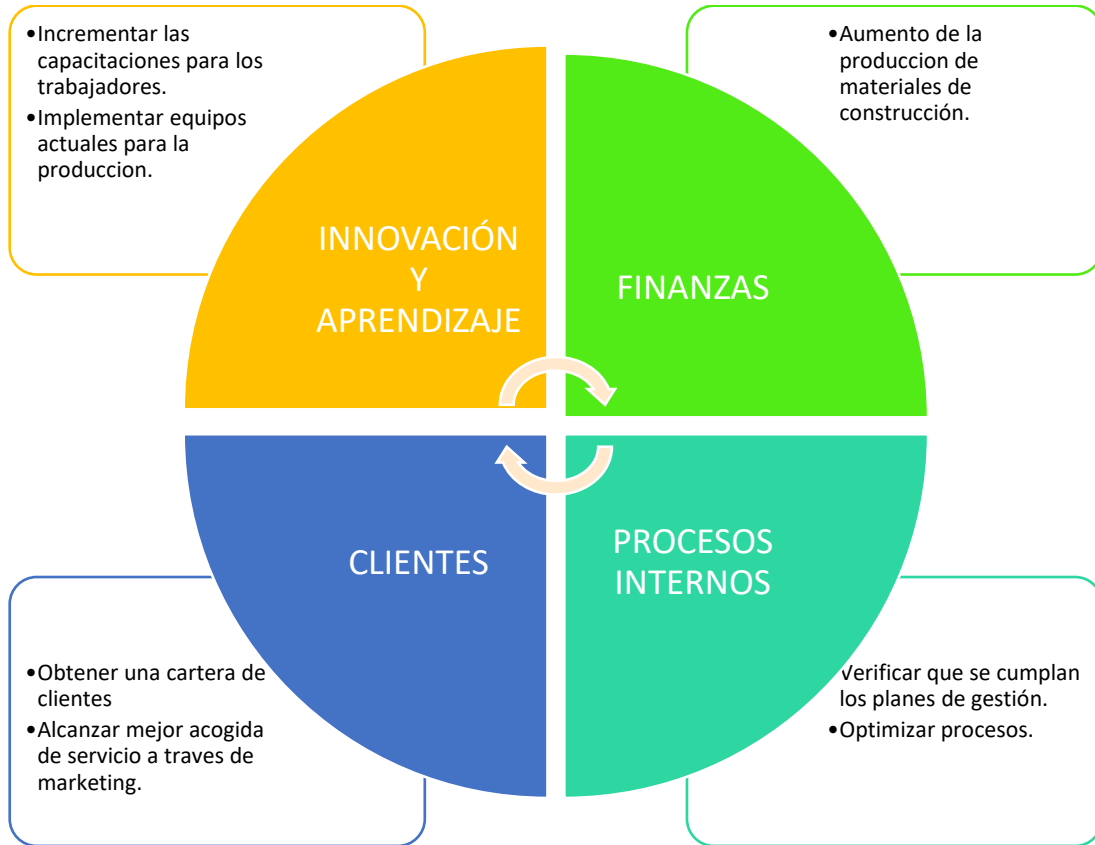 •Incrementar las
capacitaciones para los
trabajadores.
•Implementar equipos
actuales para la
produccion.
•Aumento de la
produccion de
materiales de
construcción.
INNOVACIÓN
Y
APRENDIZAJE
FINANZAS
CLIENTES
PROCESOS
INTERNOS
•Obtener una cartera de
clientes
•Alcanzar mejor acogida
de servicio a traves de
marketing.
Verificar que se cumplan
los planes de gestión.
•Optimizar procesos.